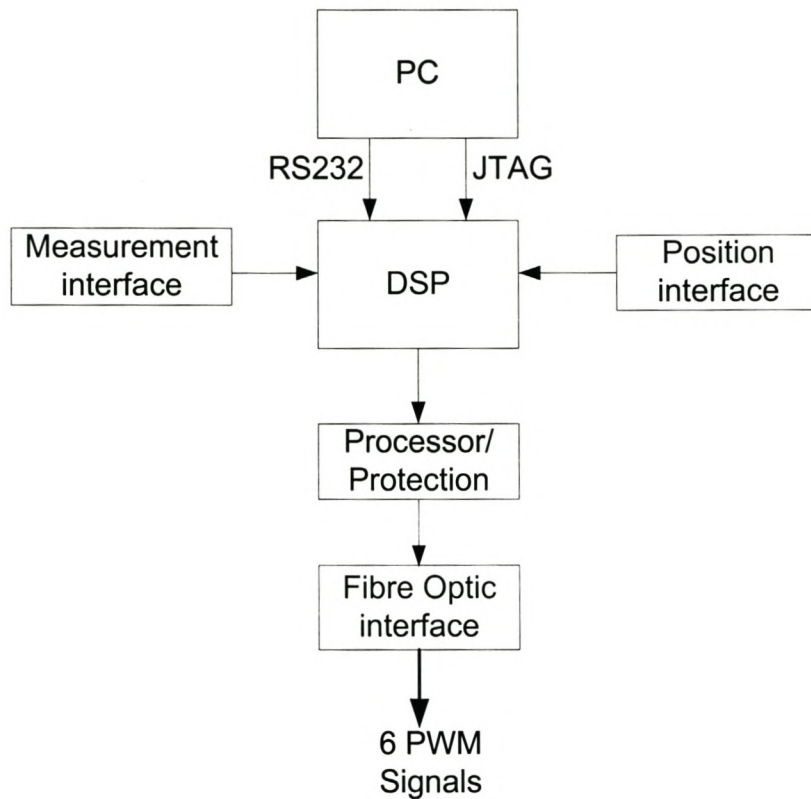 PC
RS232
JTAG
Measurement
interface
DSP
Position
interface
Processor/
Protection
Fibre Optic
interface
6 PWM
Signals